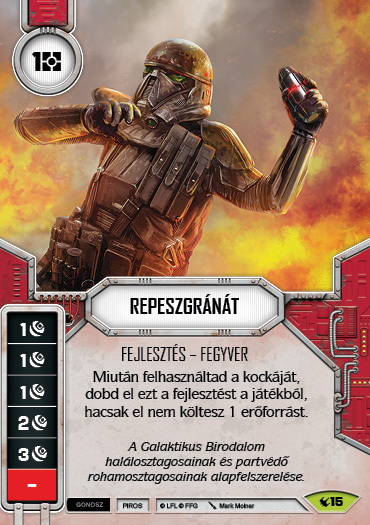 1
REPESZGRÁNÁT
FEJLESZTÉS – FEGYVER
Miután felhasználtad a kockáját,
dobd el ezt a fejlesztést a játékból,
hacsak el nem költesz 1 erőforrást.
A Galaktikus Birodalom
halálosztagosainak és partvédő
rohamosztagosainak alapfelszerelése.
1
1
1
2
3
–
GONOSZ PIROS © LFL © FFG Mark Molnar 15